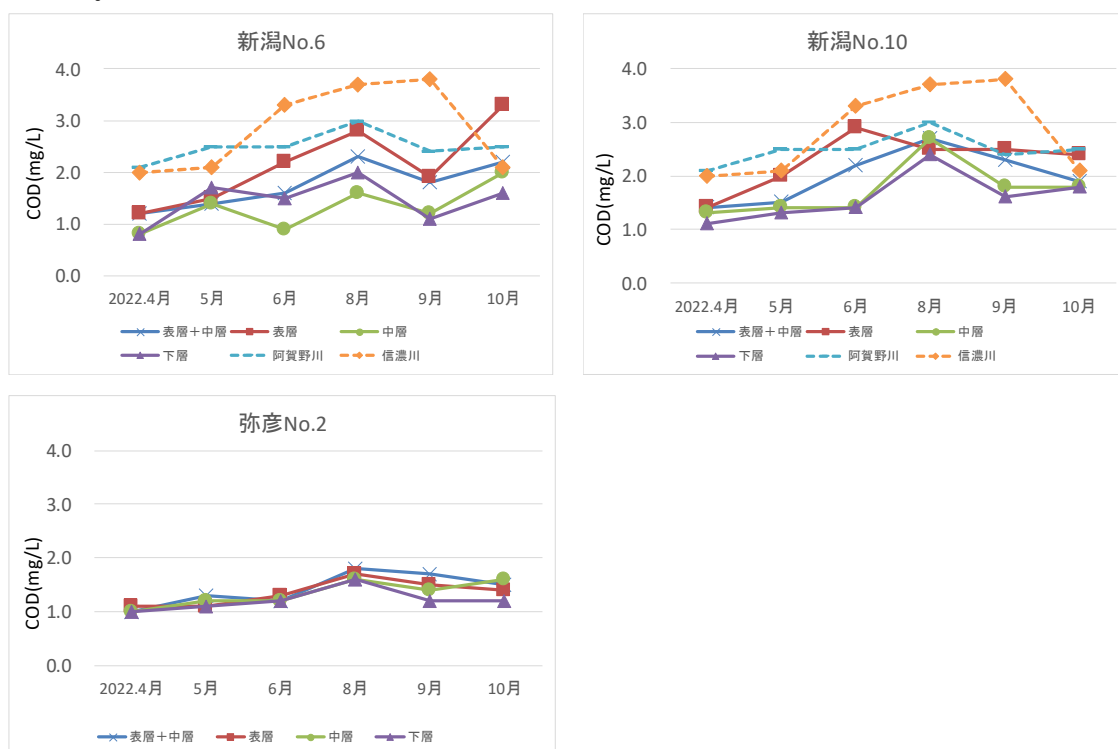 新潟No.6
4.0
3.0
2.0
1.0
0.0
COD(mg/L)
2022.4月 5月 6月 8月 9月 10月
表層+中層 表層 中層
下層 阿賀野川 信濃川
新潟No.10
4.0
3.0
2.0
1.0
0.0
COD(mg/L)
2022.4月 5月 6月 8月 9月 10月
表層+中層 表層 中層
下層 阿賀野川 信濃川
弥彦No.2
4.0
3.0
2.0
1.0
0.0
COD(mg/L)
2022.4月 5月 6月 8月 9月 10月
表層+中層 表層 中層 下層